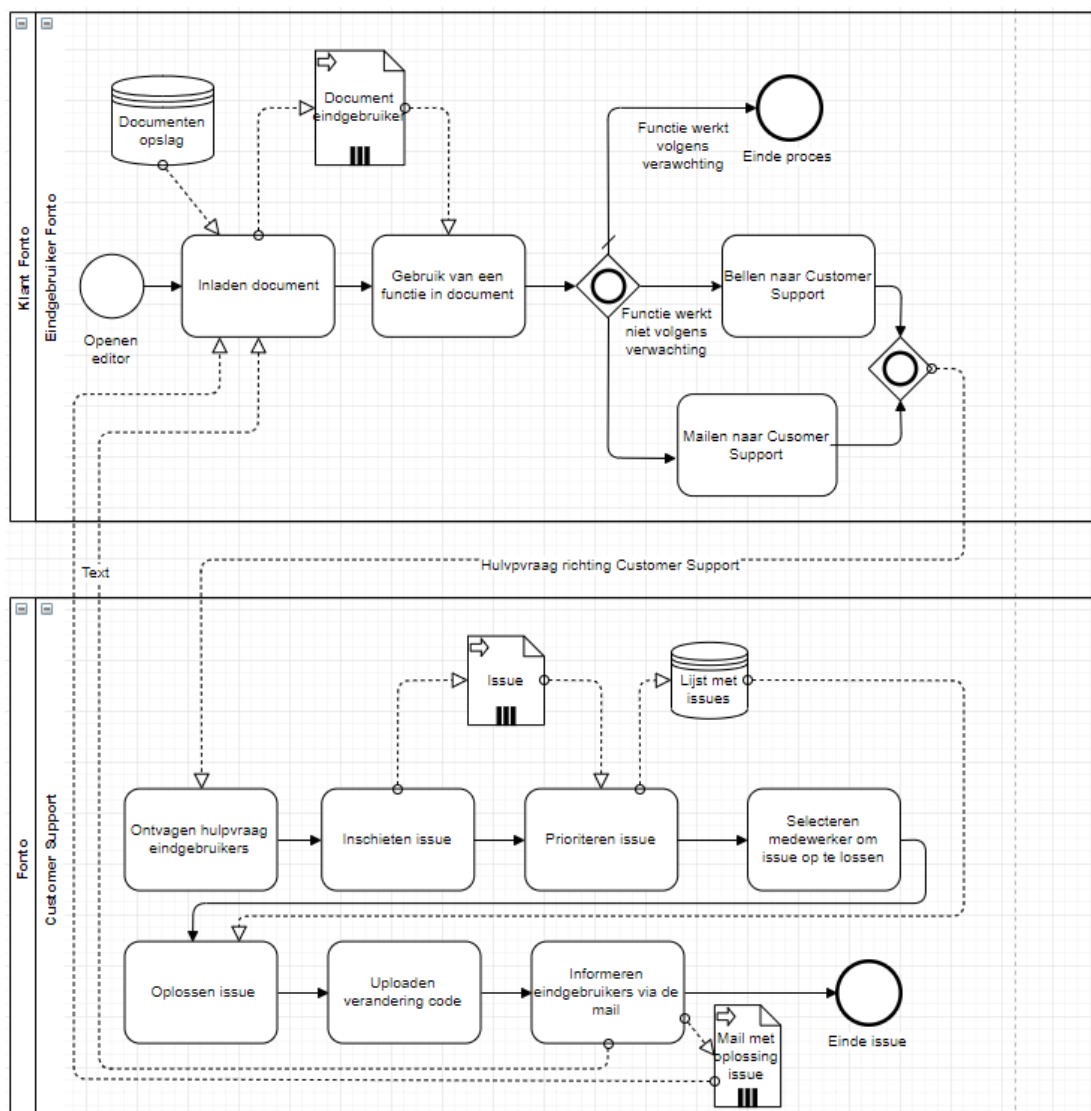 Klant Fonto
Eindgebruiker Fonto
Documenten
opslag
Document
eindgebruiker
Functie werkt
volgens
verawchting
Einde proces
Openen
editor
Inladen document
Gebruik van een
functie in document
Functie werkt
niet volgens
verwachting
Bellen naar Customer
Support
Mailen naar Cusomer
Support
Text
Hulvpvraag richting Customer Support
Fonto
Customer Support
Issue
Lijst met
issues
Ontvagen hulpvraag
eindgebruikers
Inschieten issue
Prioriteren issue
Selecteren
medewerker om
issue op te lossen
Oplossen issue
Uploaden
verandering code
Informeren
eindgebruikers via de
mail
Mail met
oplossing
issue
Einde issue